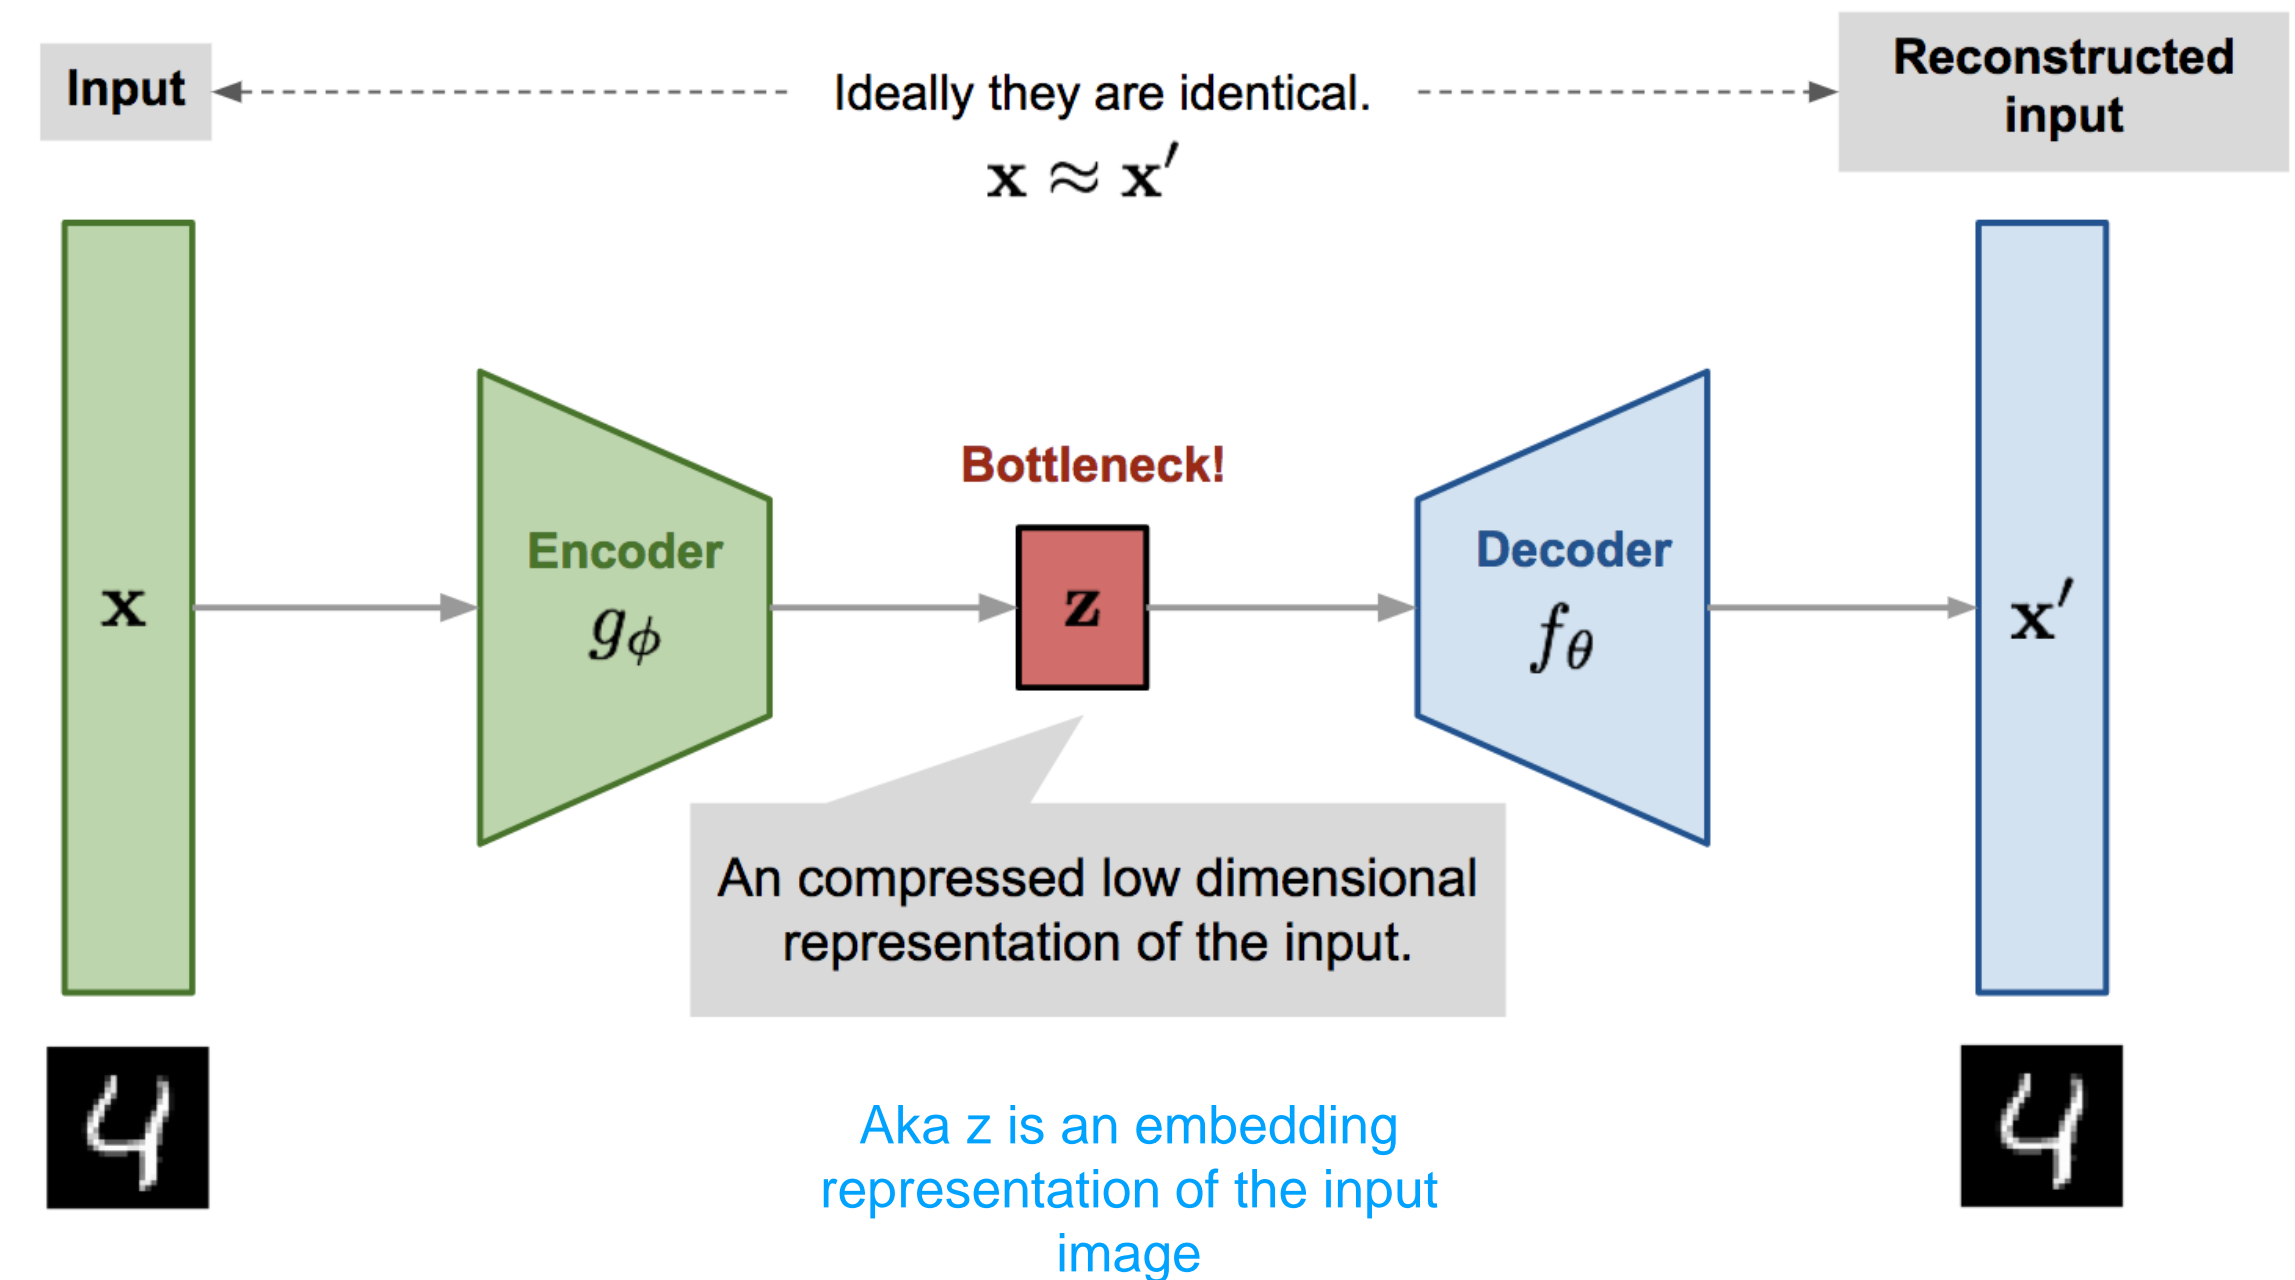 Input
Ideally they are identical.
x ≈ x′
Reconstructed
input
Bottleneck!
x
Encoder
gϕ
z
Decoder
fθ
x′
An compressed low dimensional
representation of the input.
4
4
Aka z is an embedding
representation of the input
image